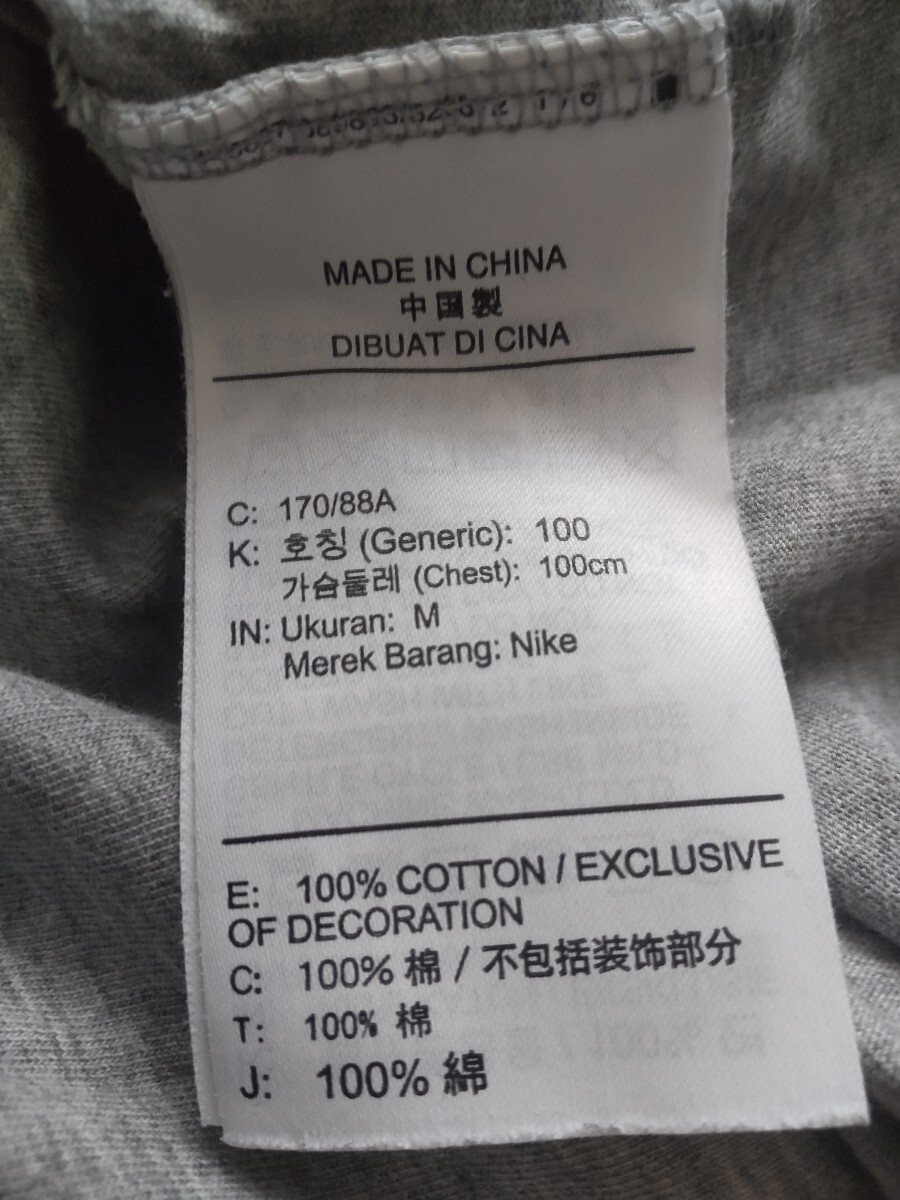 MADE IN CHINA
中国製
DIBUAT DI CINA
C: 170/88A
K: 호칭 (Generic): 100
가슴둘레 (Chest): 100cm
IN: Ukuran: M
Merek Barang: Nike
E: 100% COTTON / EXCLUSIVE
OF DECORATION
C: 100% 棉 / 不包括装饰部分
T: 100% 棉
J: 100% 綿